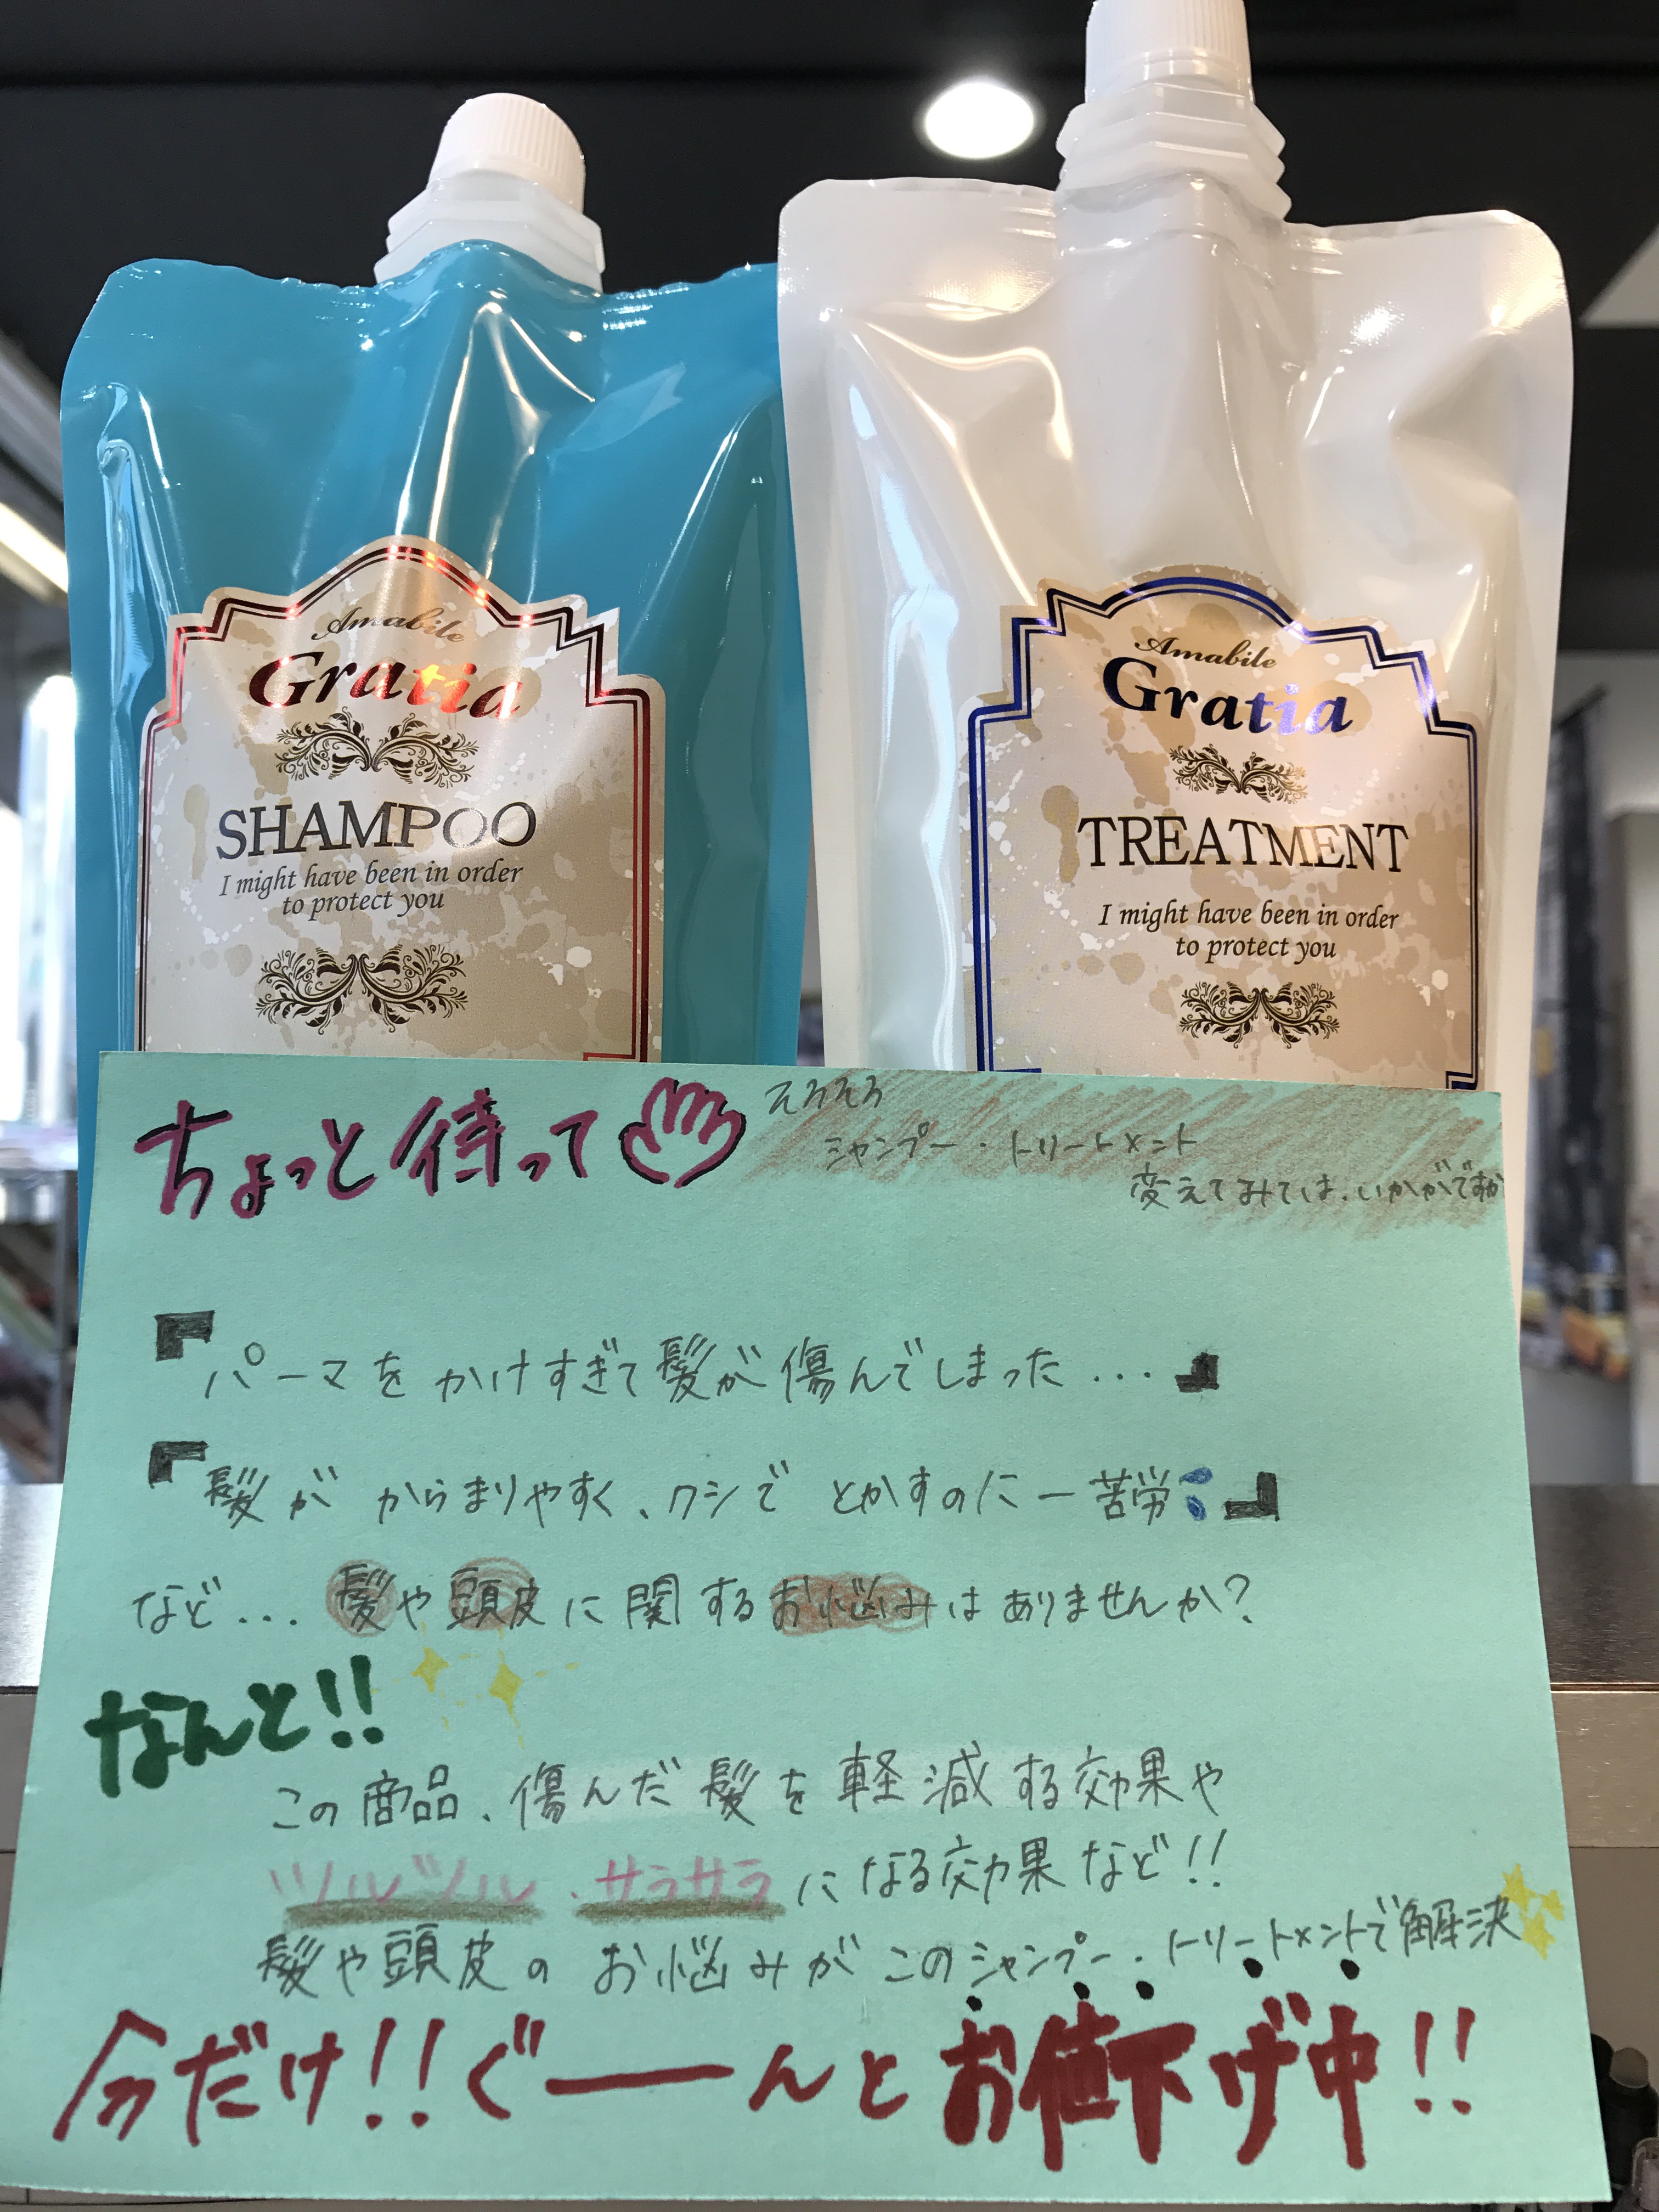 Amabile
Gratia
SHAMPOO
I might have been in order
to protect you
Amabile
Gratia
TREATMENT
I might have been in order
to protect you
ちょっと待って
そろそろ
シャンプー・トリートメント
変えてみては、いかがですか
『パーマをかけすぎて髪が傷んでしまった...』
『髪がからまりやすく、クシでとかすのに一苦労』
など... 髪や頭皮に関するお悩みはありませんか?
なんと!!
この商品、傷んだ髪を軽減する効果や
ツルツル、サラサラになる効果など!!
髪や頭皮のお悩みがこのシャンプー・トリートメントで解決
今だけ!!ぐーんとお値下げ中!!